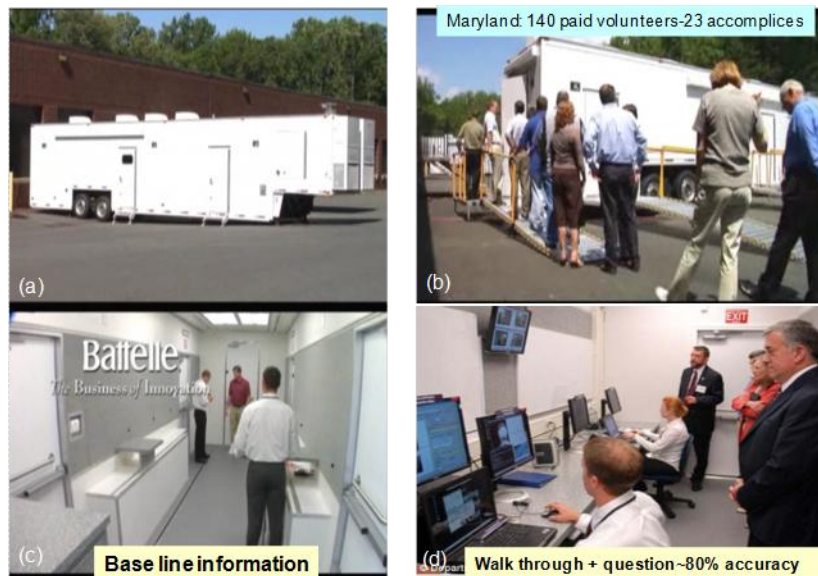 Maryland: 140 paid volunteers-23 accomplices
(a)
(b)
Battelle
The Business of Innovation
EXIT
(c)
Base line information
(d)
Walk through + question~80% accuracy